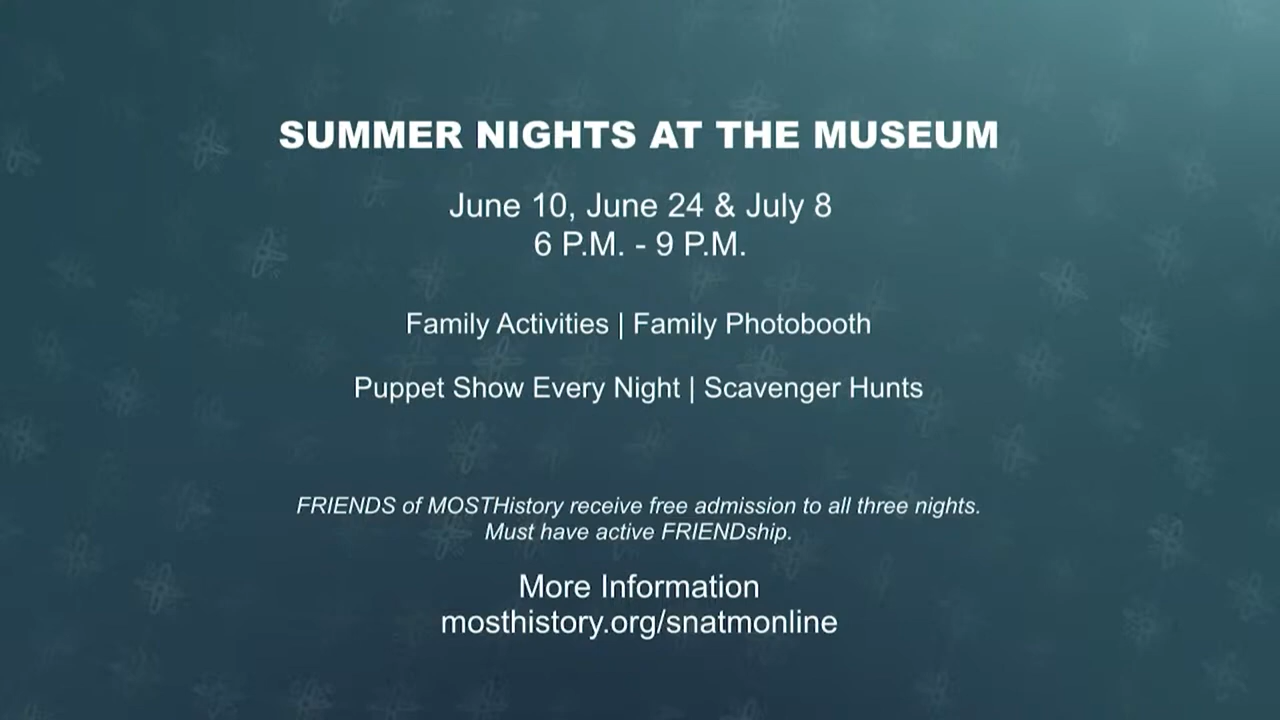 SUMMER NIGHTS AT THE MUSEUM
June 10, June 24 & July 8
6 P.M. - 9 P.M.
Family Activities | Family Photobooth
Puppet Show Every Night | Scavenger Hunts
FRIENDS of MOSTHistory receive free admission to all three nights.
Must have active FRIENDship.
More Information
mosthistory.org/snatmonline